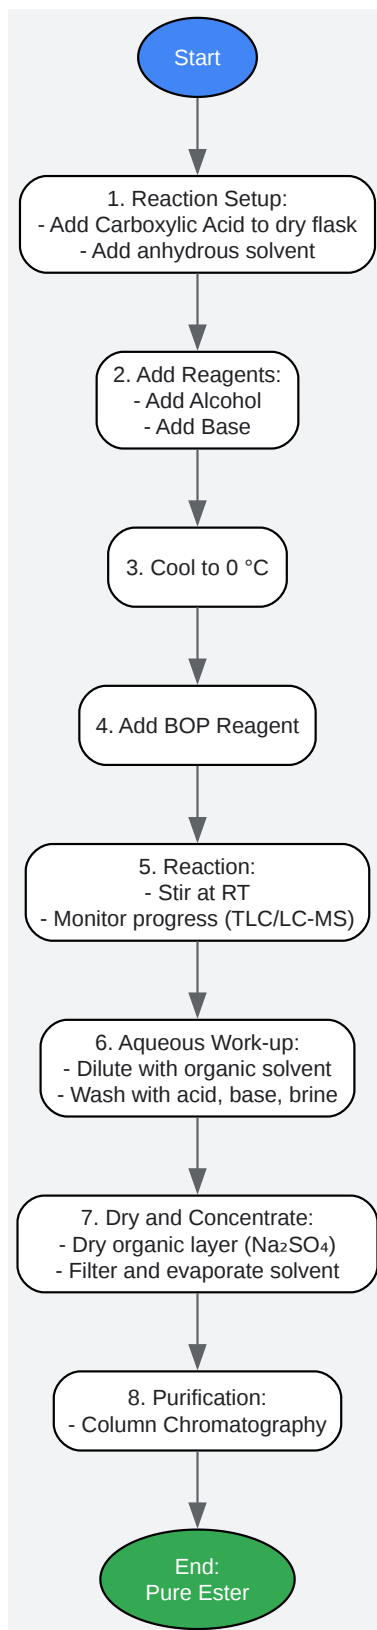 Start
1. Reaction Setup:
- Add Carboxylic Acid to dry flask
- Add anhydrous solvent
2. Add Reagents:
- Add Alcohol
- Add Base
3. Cool to 0 °C
4. Add BOP Reagent
5. Reaction:
- Stir at RT
- Monitor progress (TLC/LC-MS)
6. Aqueous Work-up:
- Dilute with organic solvent
- Wash with acid, base, brine
7. Dry and Concentrate:
- Dry organic layer (Na₂SO₄)
- Filter and evaporate solvent
8. Purification:
- Column Chromatography
End:
Pure Ester